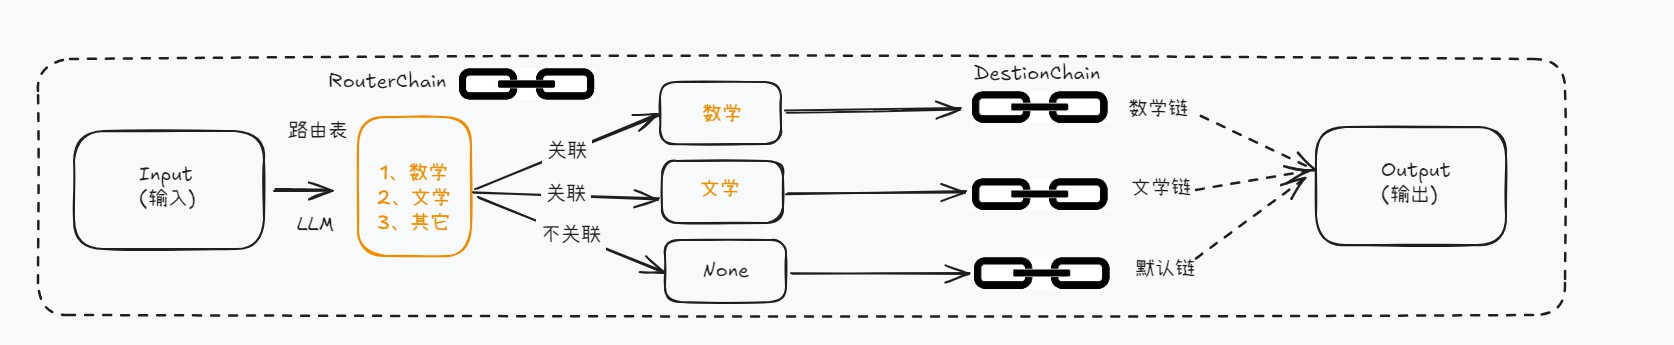 RouterChain
DestionChain
Input
(输入)
路由表
LLM
1、数学
2、文学
3、其它
关联
关联
不关联
数学
文学
None
数学链
文学链
默认链
Output
(输出)